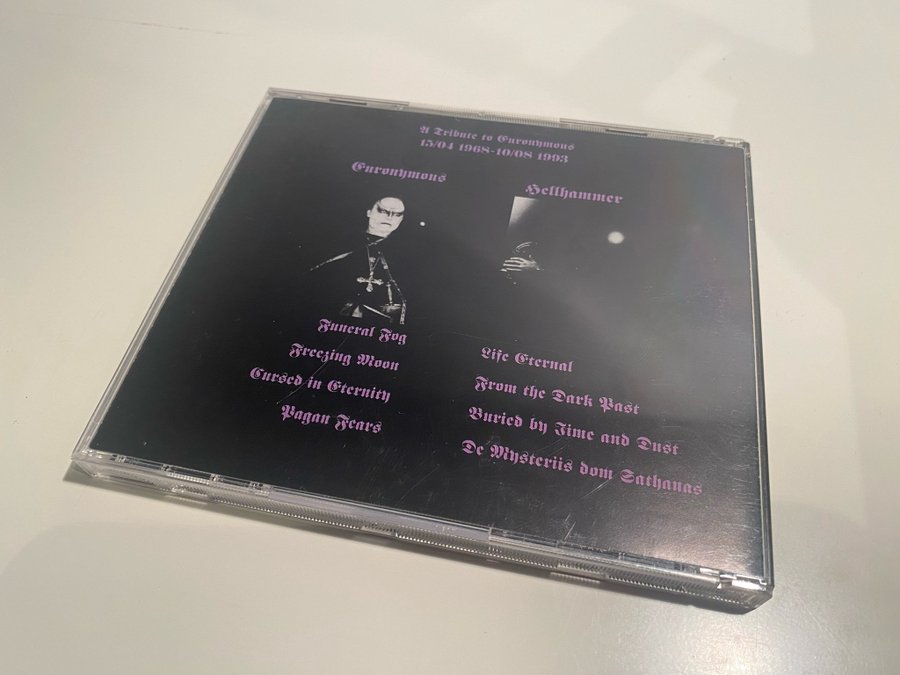 A Tribute to Euronymous
15/04 1968-10/08 1993
Euronymous
Hellhammer
Funeral Fog
Freezing Moon
Cursed in Eternity
Pagan Fears
Life Eternal
From the Dark Past
Buried by Time and Dust
De Mysteriis dom Sathanas